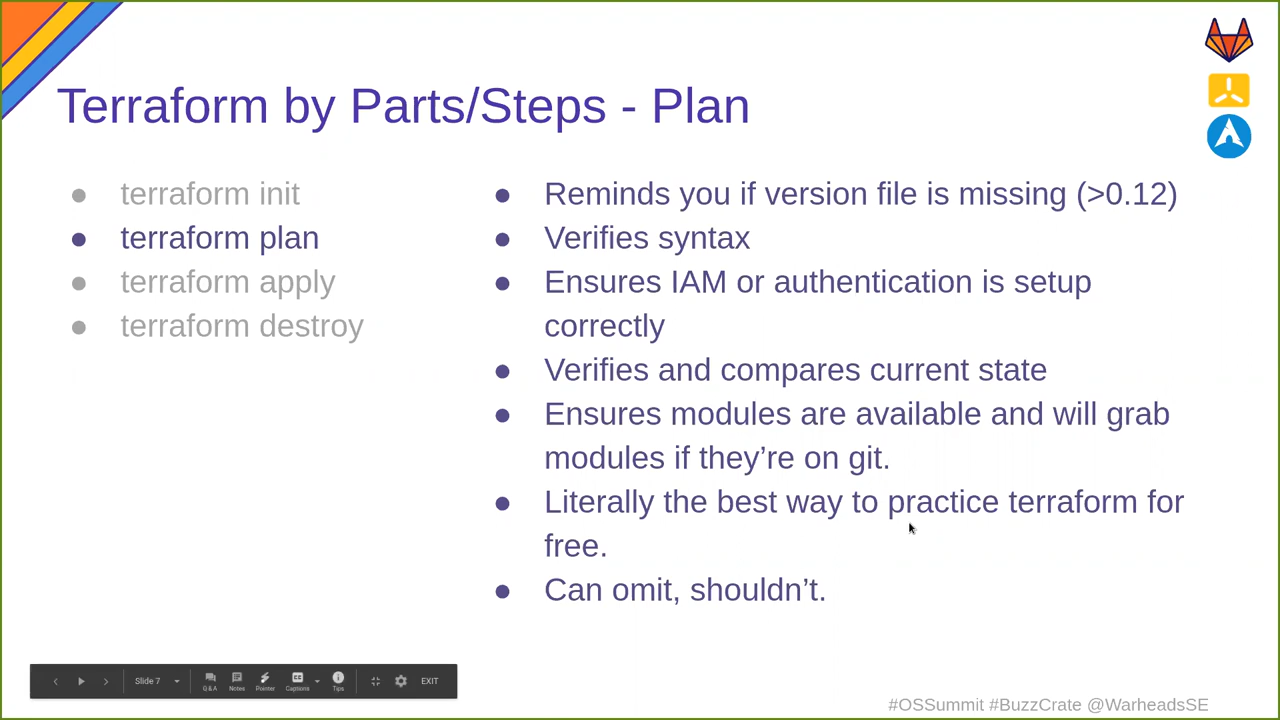 Terraform by Parts/Steps - Plan
● terraform init
● terraform plan
● terraform apply
● terraform destroy
● Reminds you if version file is missing (>0.12)
● Verifies syntax
● Ensures IAM or authentication is setup
correctly
● Verifies and compares current state
● Ensures modules are available and will grab
modules if they’re on git.
● Literally the best way to practice terraform for
free.
● Can omit, shouldn’t.
Slide 7
Q&A
Notes
Pointer
CC
Captions
Tips
EXIT
#OSSummit #BuzzCrate @WarheadsSE